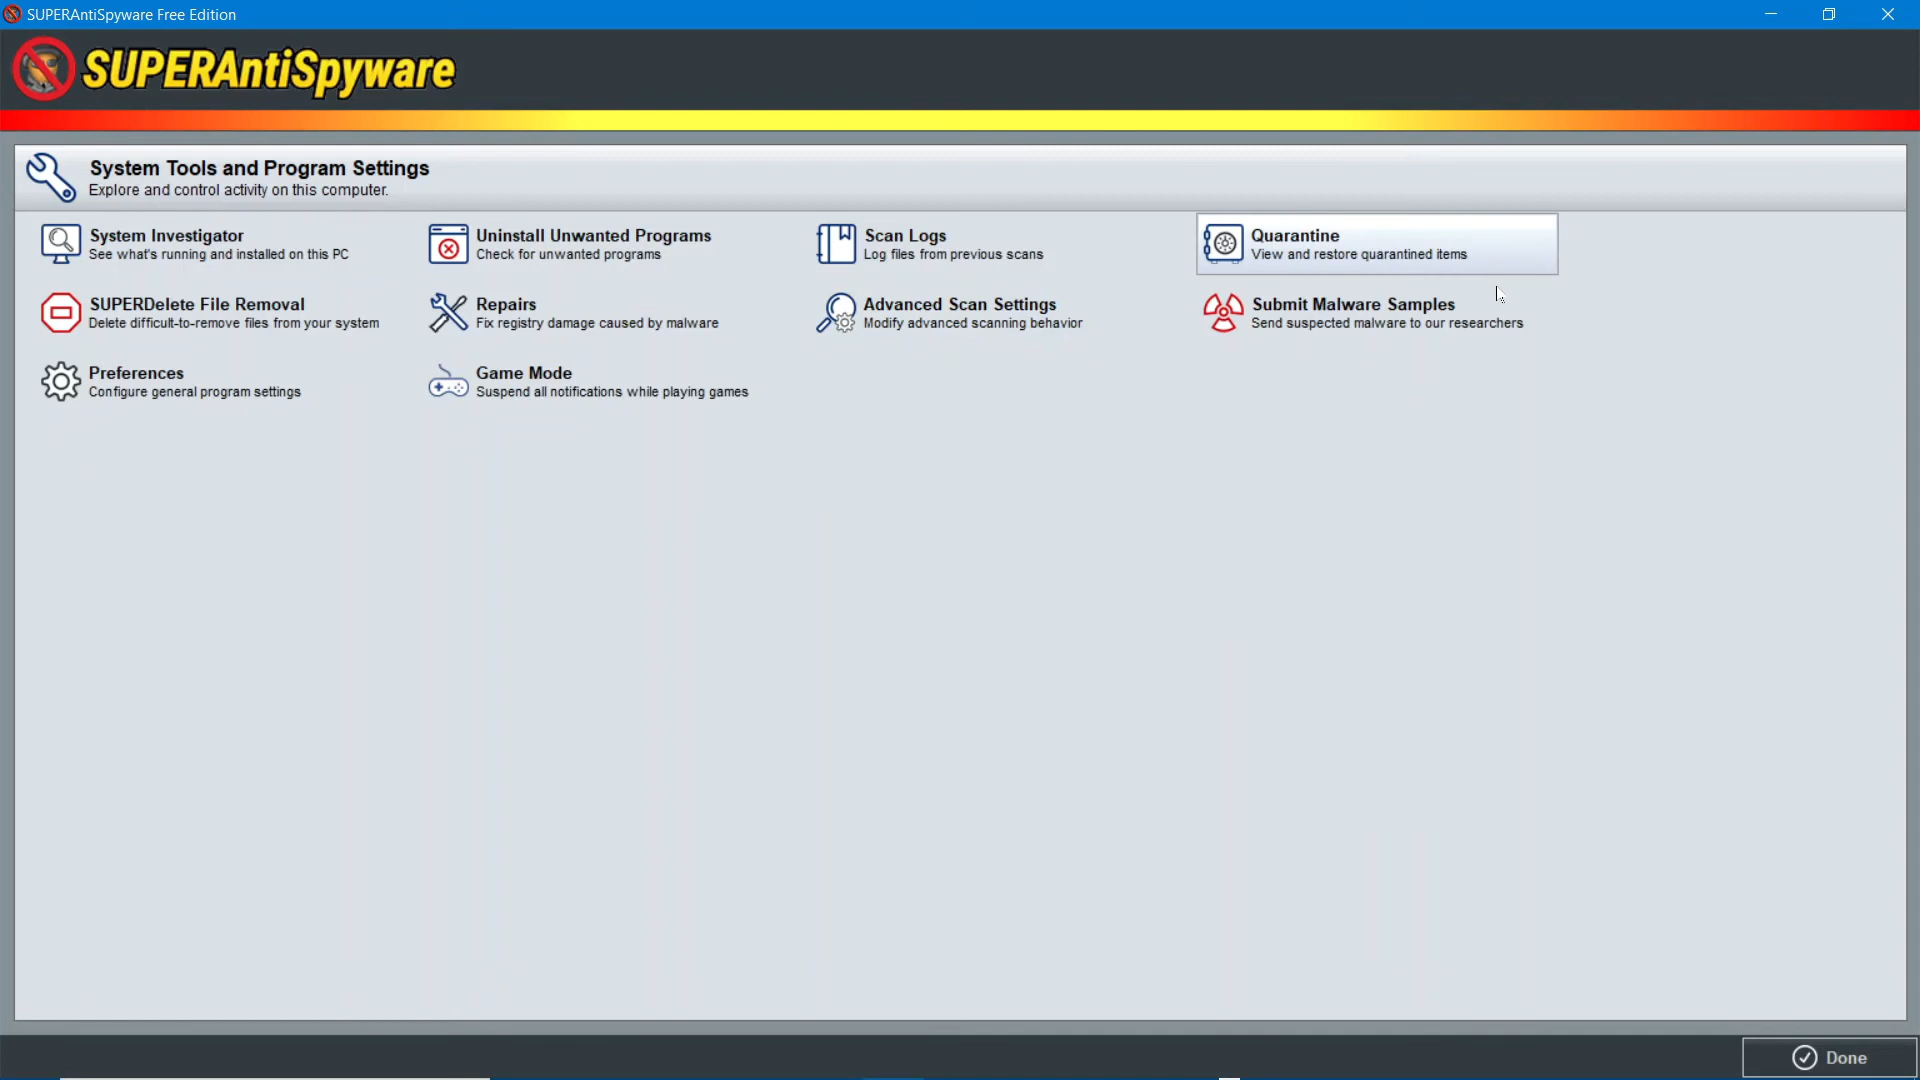 SUPERAntiSpyware Free Edition
SUPERAntiSpyware
System Tools and Program Settings
Explore and control activity on this computer.
System Investigator
See what's running and installed on this PC
Uninstall Unwanted Programs
Check for unwanted programs
Scan Logs
Log files from previous scans
Quarantine
View and restore quarantined items
SUPERDelete File Removal
Delete difficult-to-remove files from your system
Repairs
Fix registry damage caused by malware
Advanced Scan Settings
Modify advanced scanning behavior
Submit Malware Samples
Send suspected malware to our researchers
Preferences
Configure general program settings
Game Mode
Suspend all notifications while playing games
Done